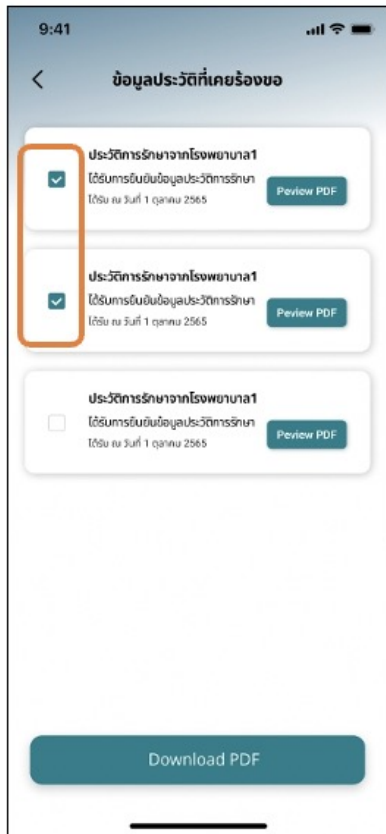 9:41
ข้อมูลประวัติที่เคยร้องขอ
ประวัติการรักษาจากโรงพยาบาล1
ได้รับการยืนยันข้อมูลประวัติการรักษา
ได้รับ ณ วันที่ 1 ตุลาคม 2565
Peview PDF
ประวัติการรักษาจากโรงพยาบาล1
ได้รับการยืนยันข้อมูลประวัติการรักษา
ได้รับ ณ วันที่ 1 ตุลาคม 2565
Peview PDF
ประวัติการรักษาจากโรงพยาบาล1
ได้รับการยืนยันข้อมูลประวัติการรักษา
ได้รับ ณ วันที่ 1 ตุลาคม 2565
Peview PDF
Download PDF